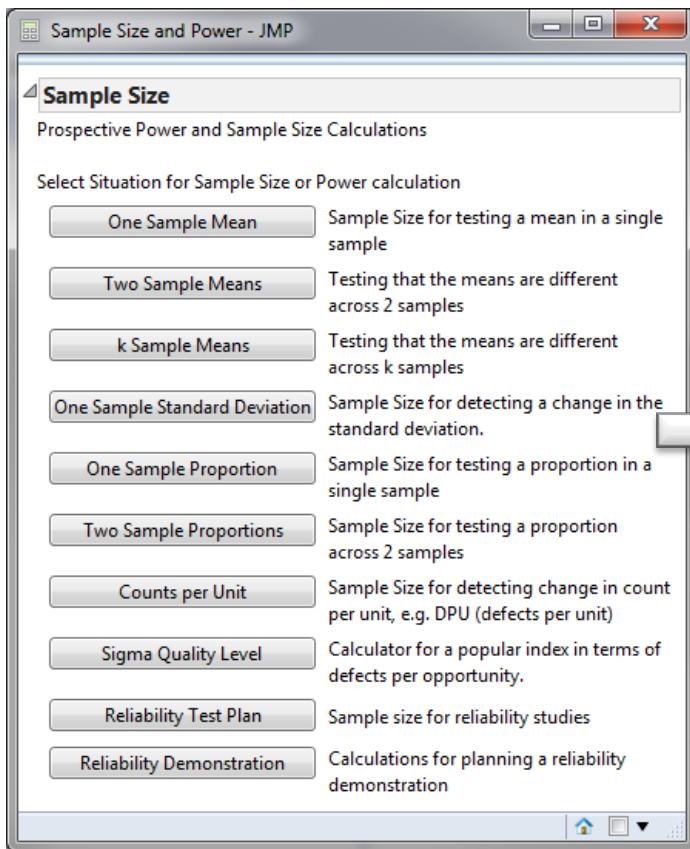 Sample Size and Power - JMP
Sample Size
Prospective Power and Sample Size Calculations
Select Situation for Sample Size or Power calculation
One Sample Mean
Sample Size for testing a mean in a single
sample
Two Sample Means
Testing that the means are different
across 2 samples
k Sample Means
Testing that the means are different
across k samples
One Sample Standard Deviation
Sample Size for detecting a change in the
standard deviation.
One Sample Proportion
Sample Size for testing a proportion in a
single sample
Two Sample Proportions
Sample Size for testing a proportion
across 2 samples
Counts per Unit
Sample Size for detecting change in count
per unit, e.g. DPU (defects per unit)
Sigma Quality Level
Calculator for a popular index in terms of
defects per opportunity.
Reliability Test Plan
Sample size for reliability studies
Reliability Demonstration
Calculations for planning a reliability
demonstration